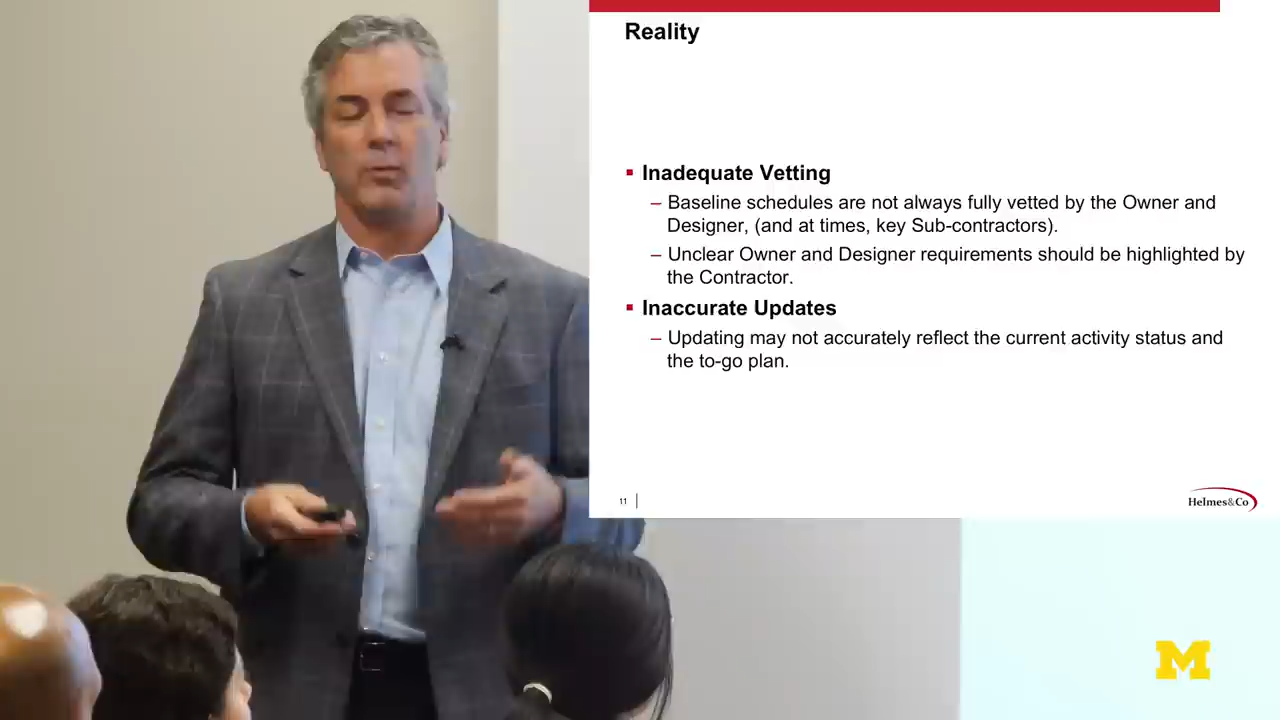 Reality
▪ Inadequate Vetting
– Baseline schedules are not always fully vetted by the Owner and
Designer, (and at times, key Sub-contractors).
– Unclear Owner and Designer requirements should be highlighted by
the Contractor.
▪ Inaccurate Updates
– Updating may not accurately reflect the current activity status and
the to-go plan.
11
Helmes&Co
M